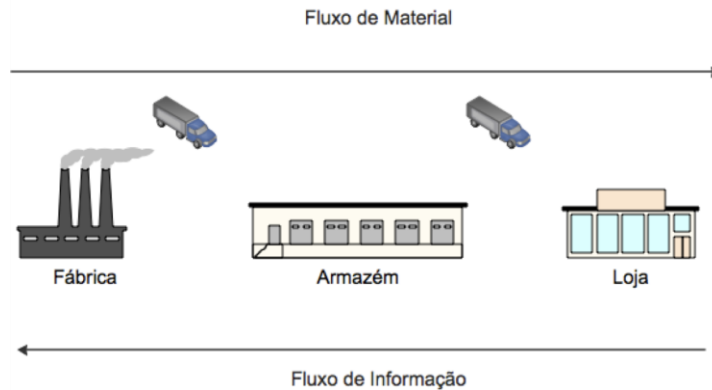 Fluxo de Material
Fábrica
Armazém
Loja
Fluxo de Informação